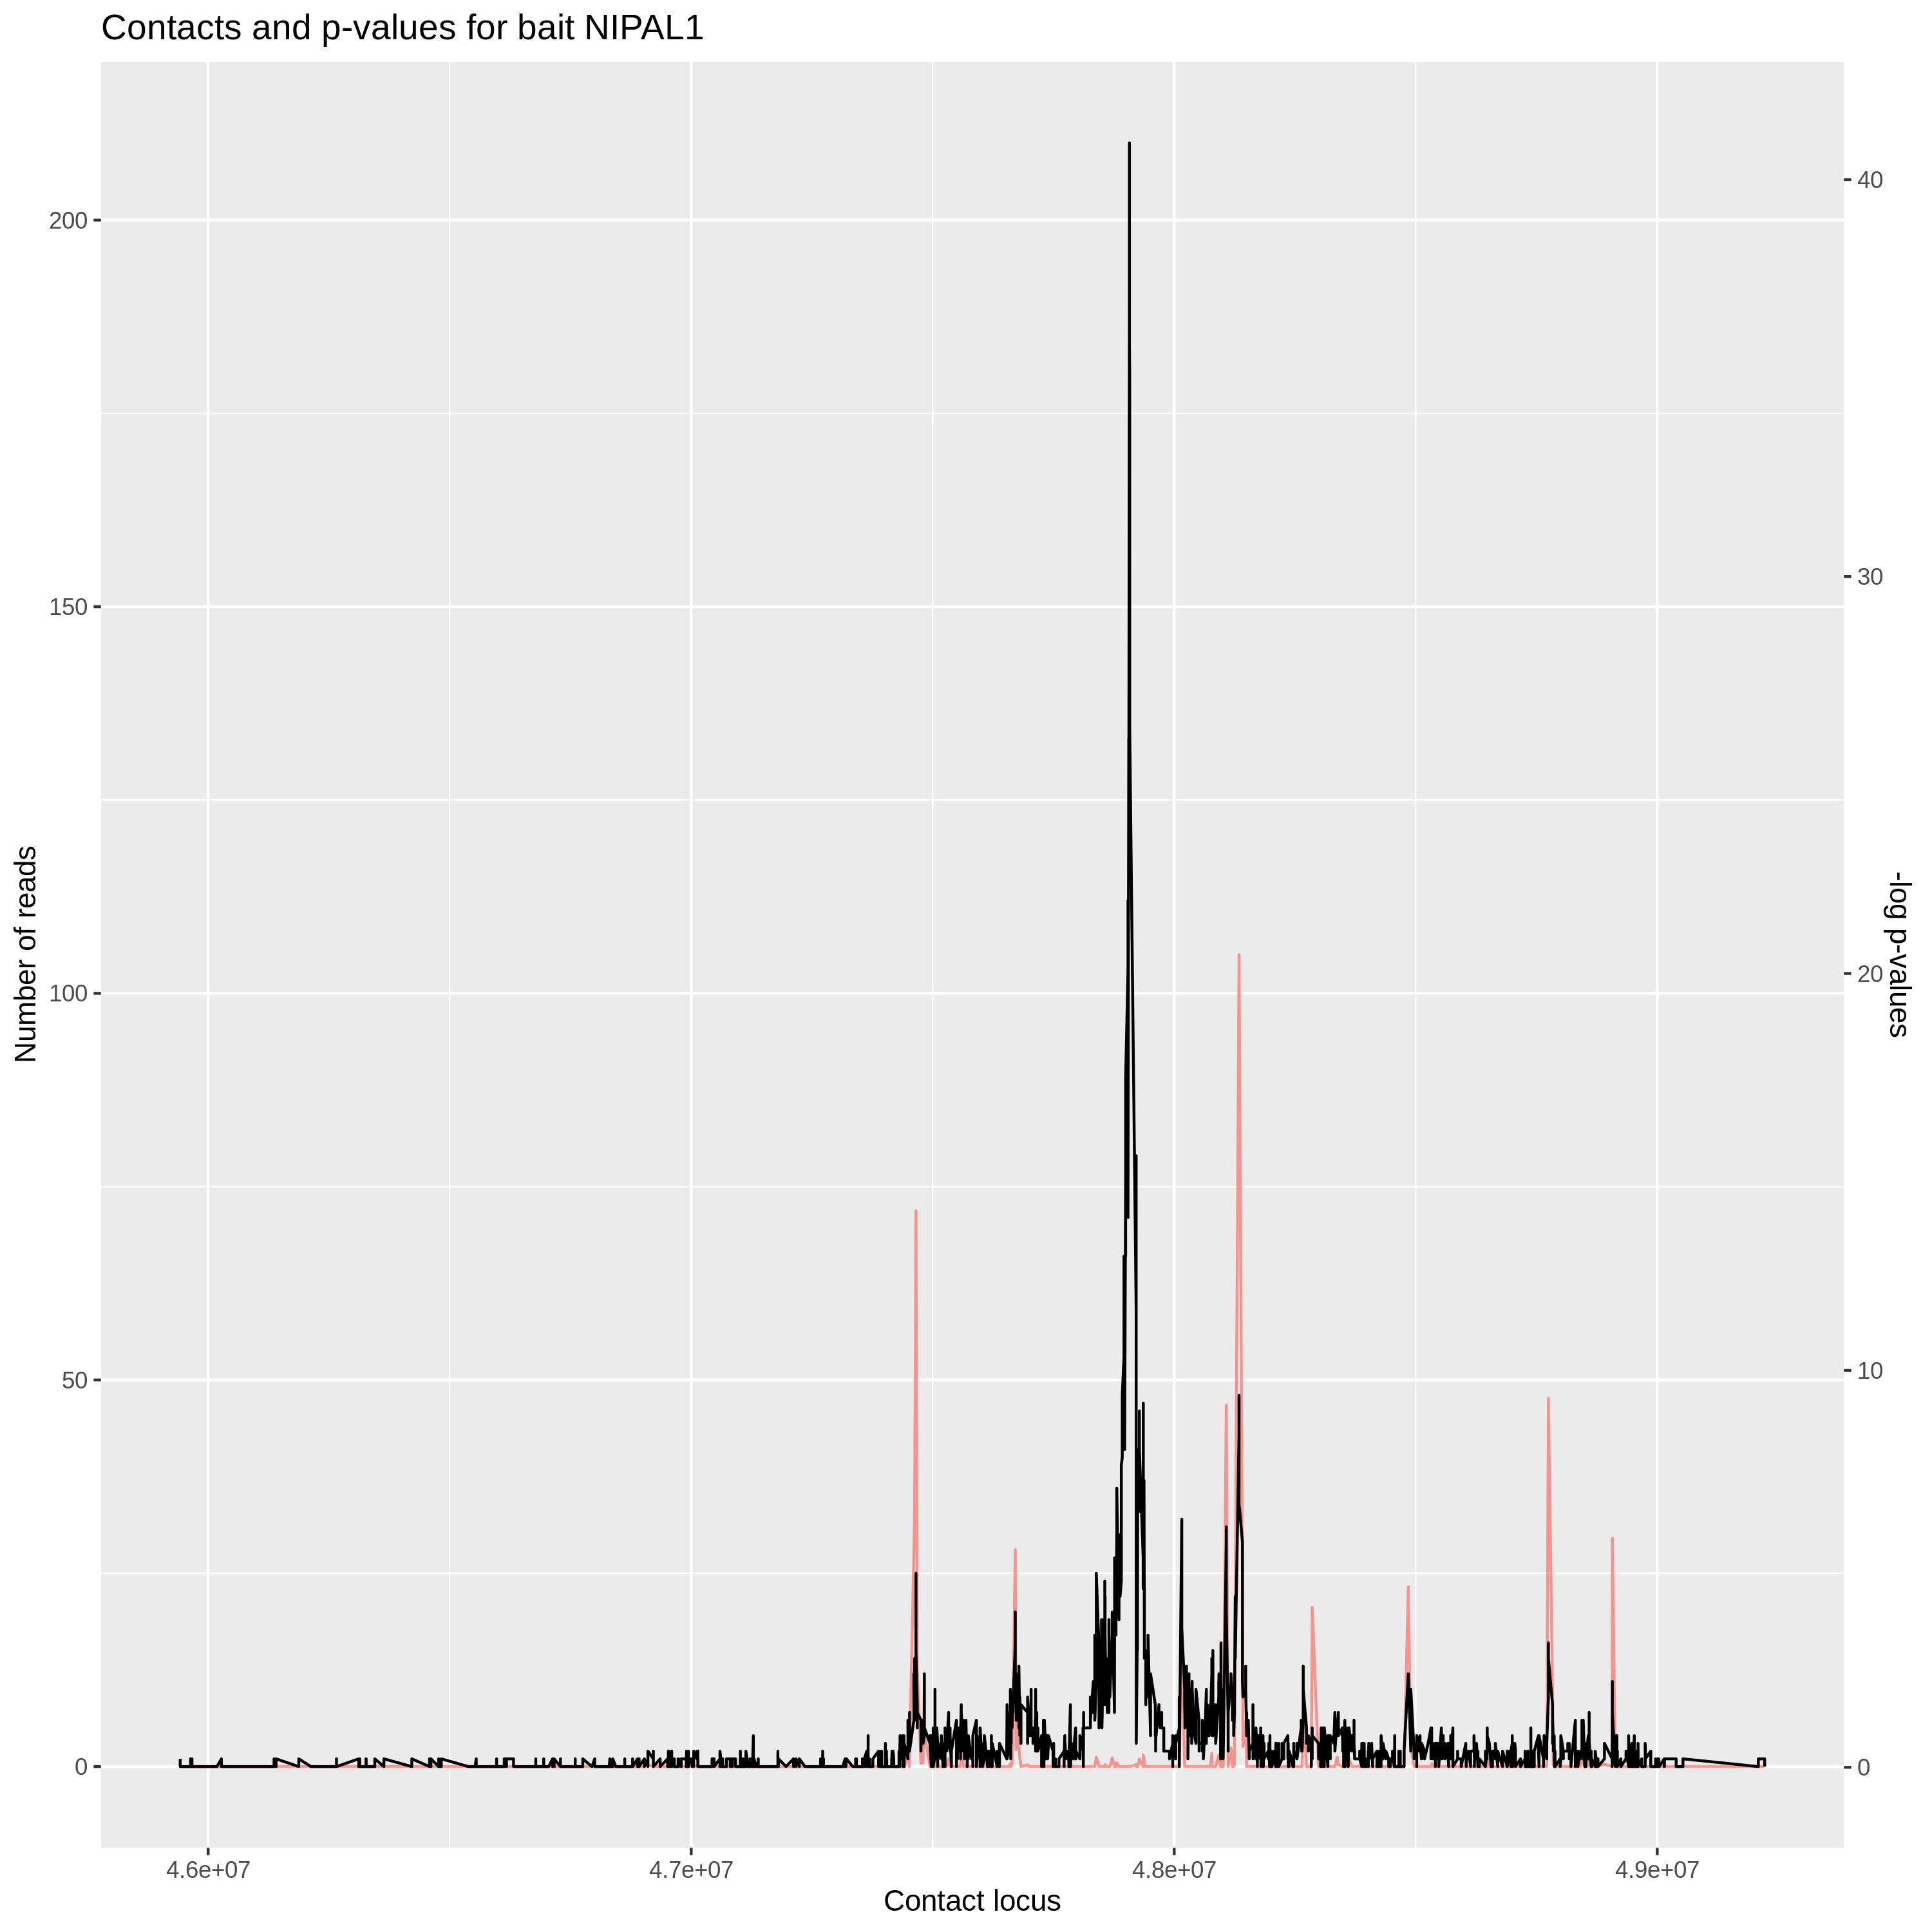 Contacts and p-values for bait NIPAL1
200
150
100
50
0
Number of reads
40
30
20
10
0
-log p-values
4.6e+07
4.7e+07
4.8e+07
4.9e+07
Contact locus